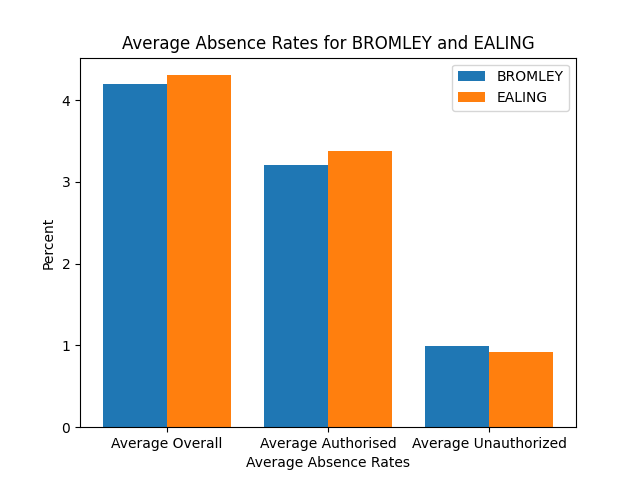 Average Absence Rates for BROMLEY and EALING
BROMLEY
EALING
Percent
4
3
2
1
0
Average Overall
Average Authorised
Average Unauthorized
Average Absence Rates